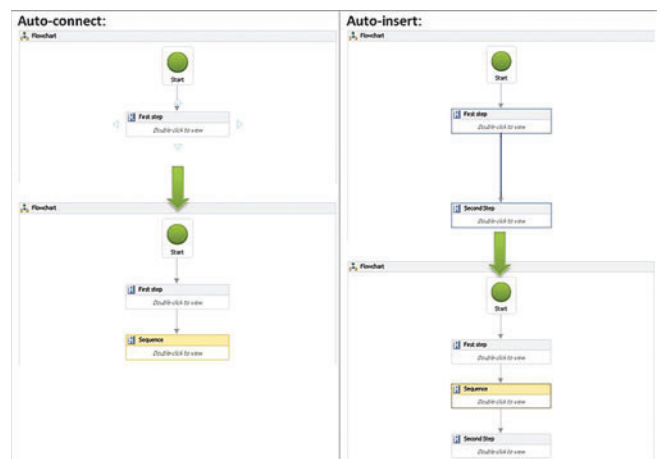 Auto-connect:
Flowchart
Start
First step
Double-click to view
Flowchart
Start
First step
Double-click to view
Sequence
Double-click to view
Auto-insert:
Flowchart
Start
First step
Double-click to view
Second Step
Double-click to view
Flowchart
Start
First step
Double-click to view
Sequence
Double-click to view
Second Step
Double-click to view